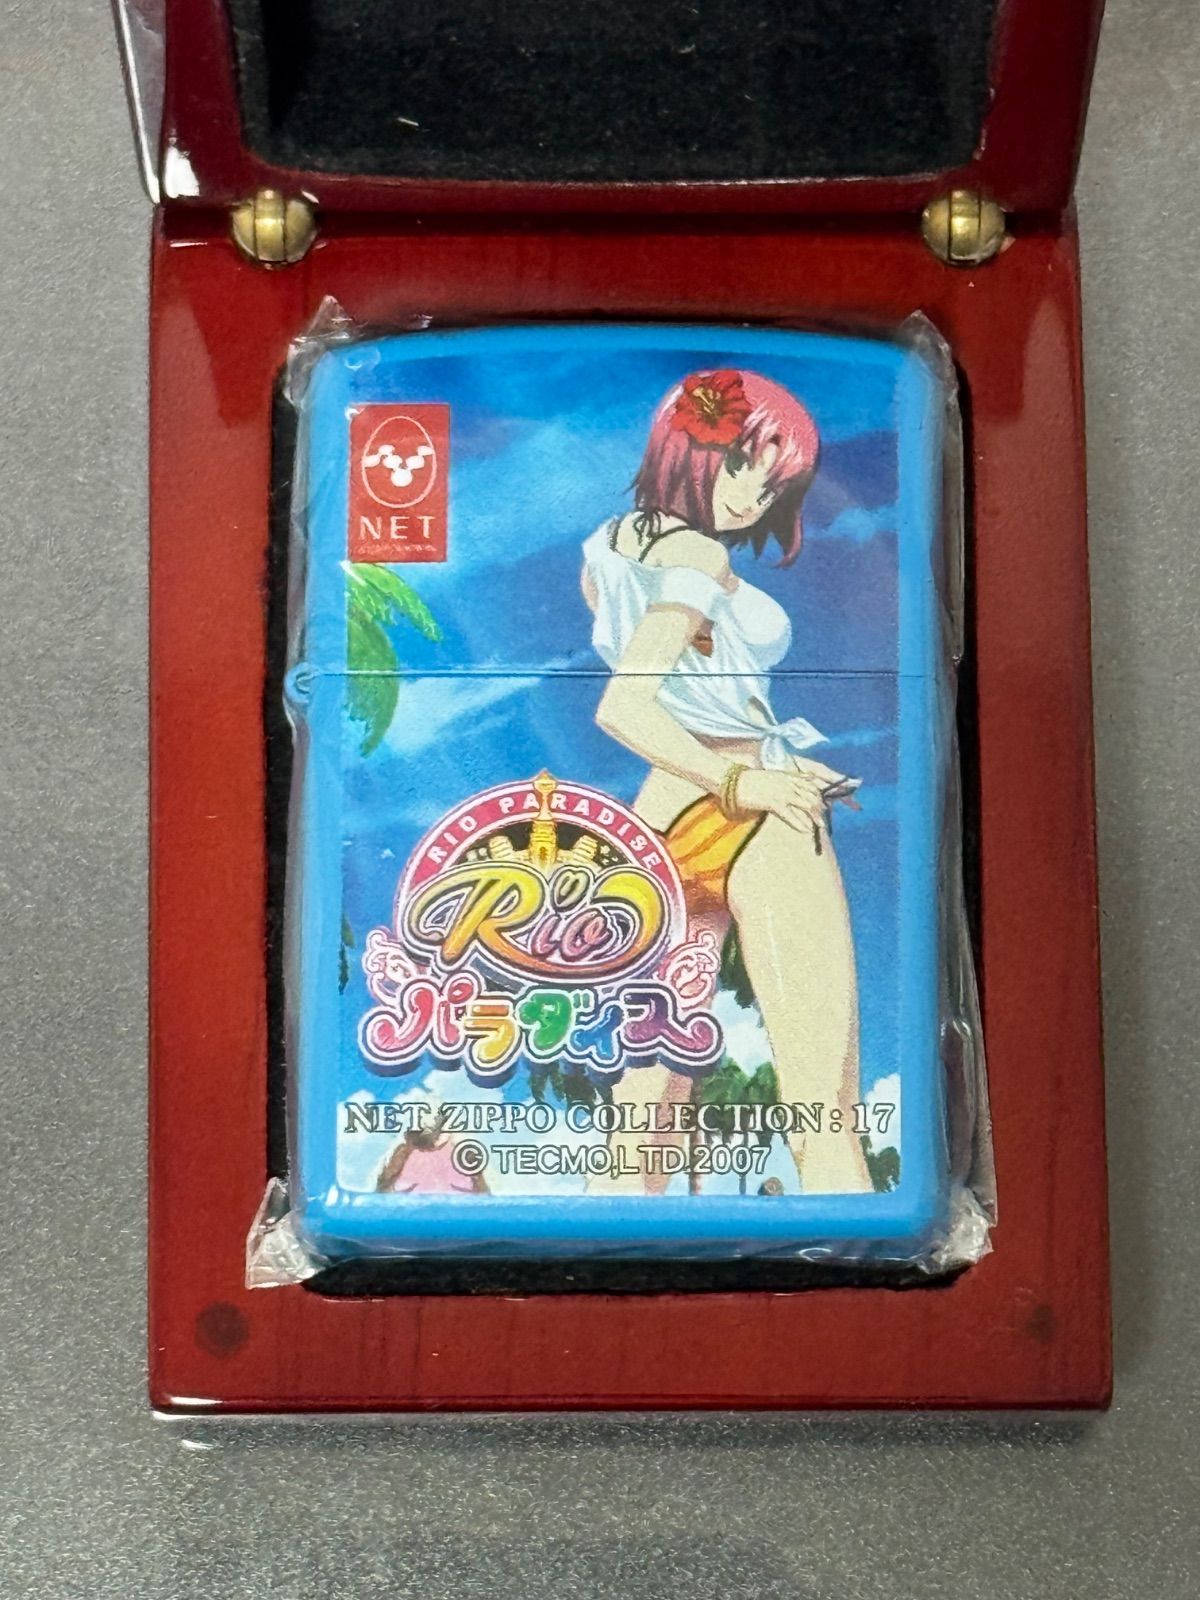 NET
RIO PARADISE
Rio
パラダイス
NET ZIPPO COLLECTION: 17
© TECMO,LTD.2007